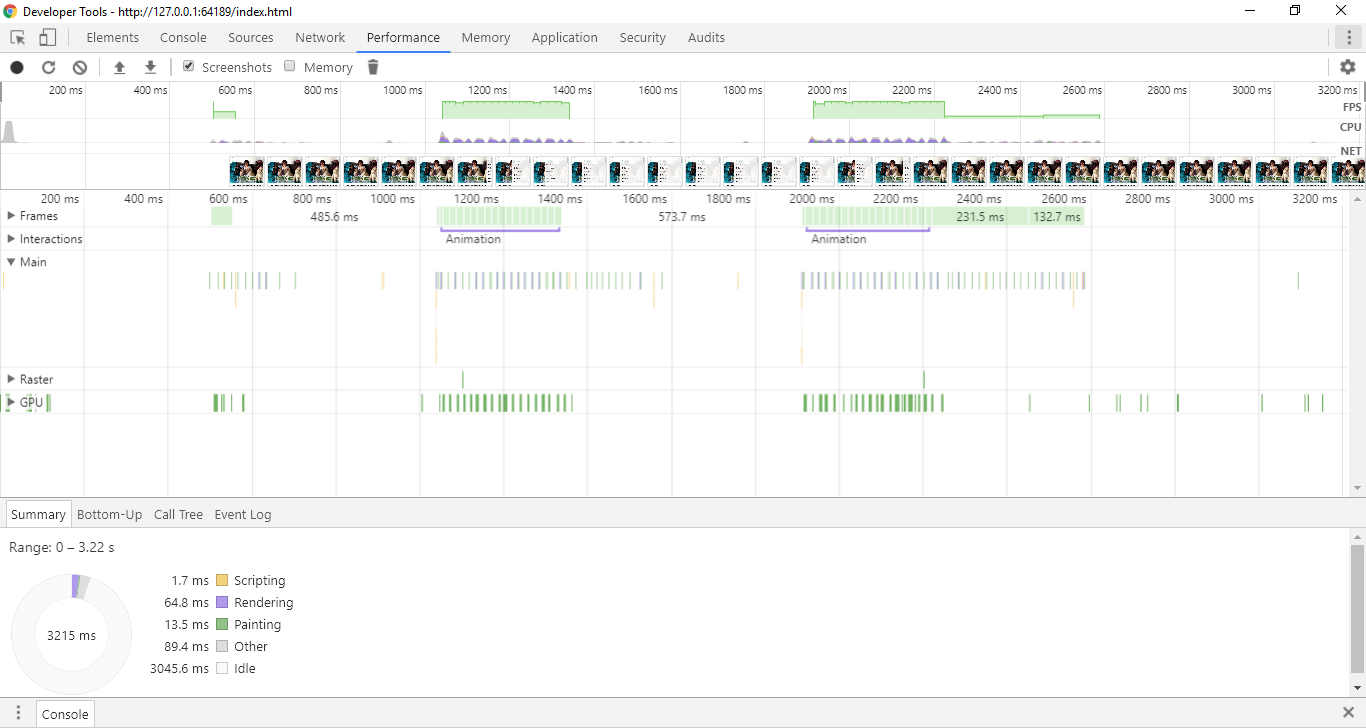 Developer Tools - http://127.0.0.1:64189/index.html
Elements Console Sources Network Performance Memory Application Security Audits
Screenshots Memory
200 ms 400 ms 600 ms 800 ms 1000 ms 1200 ms 1400 ms 1600 ms 1800 ms 2000 ms 2200 ms 2400 ms 2600 ms 2800 ms 3000 ms 3200 ms
FPS
CPU
NET
200 ms 400 ms 600 ms 800 ms 1000 ms 1200 ms 1400 ms 1600 ms 1800 ms 2000 ms 2200 ms 2400 ms 2600 ms 2800 ms 3000 ms 3200 ms
Frames 485.6 ms 573.7 ms 231.5 ms 132.7 ms
Interactions Animation Animation
Main
Raster
GPU
Summary Bottom-Up Call Tree Event Log
Range: 0 – 3.22 s
3215 ms
1.7 ms Scripting
64.8 ms Rendering
13.5 ms Painting
89.4 ms Other
3045.6 ms Idle
Console